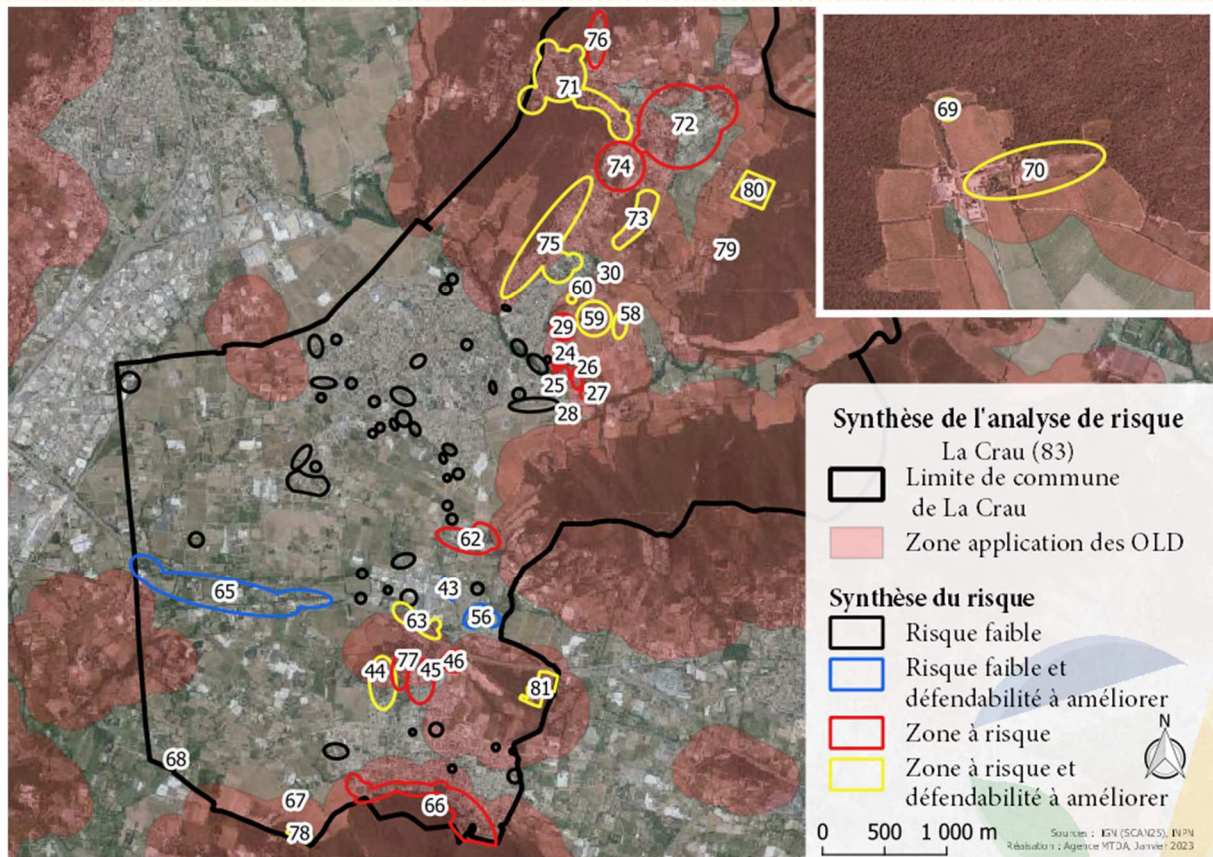 76
71
72
74
80
73
75
79
30
60
59
58
29
24
26
25
27
28
62
65
43
63
56
77
46
44
45
81
68
67
66
78
69
70
Synthèse de l'analyse de risque
La Crau (83)
Limite de commune
de La Crau
Zone application des OLD
Synthèse du risque
Risque faible
Risque faible et
défendabilité à améliorer
Zone à risque
Zone à risque et
défendabilité à améliorer
N
0 500 1 000 m
Sources : IGN (SCAN25), INPN
Réalisation : Agence MTDA, Janvier 2023